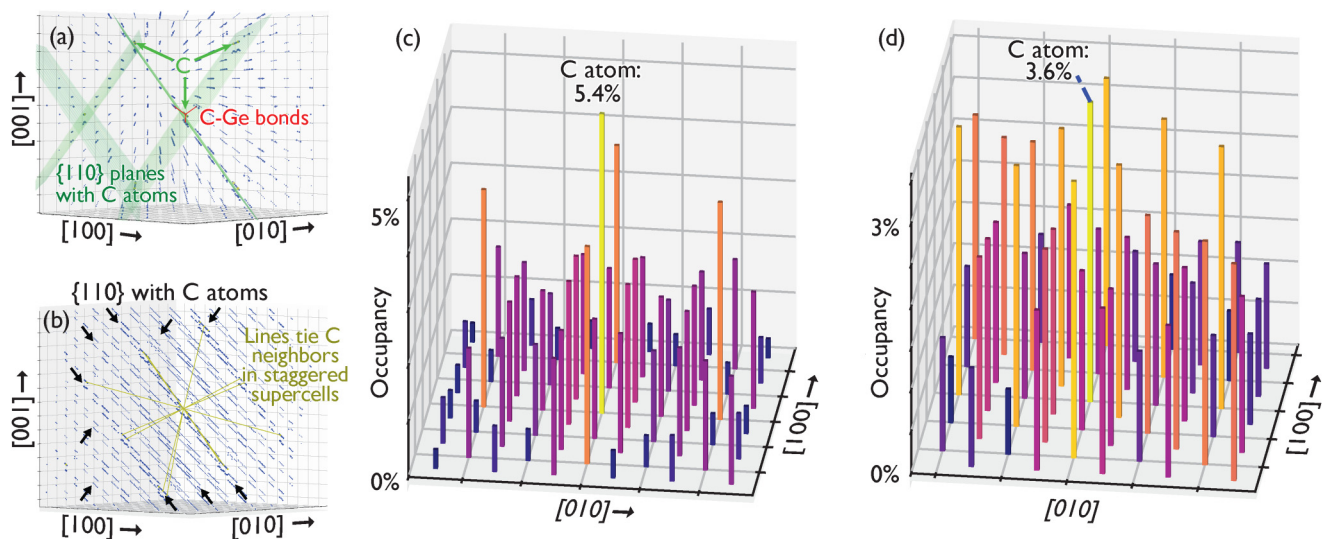 (a)
C
C-Ge bonds
{110} planes
with C atoms
[001]
[100]
[010]
(b)
{110} with C atoms
Lines tie C
neighbors
in staggered
supercells
[001]
[100]
[010]
(c)
C atom:
5.4%
5%
Occupancy
0%
[010]
[100]
(d)
C atom:
3.6%
3%
Occupancy
0%
[010]
[100]